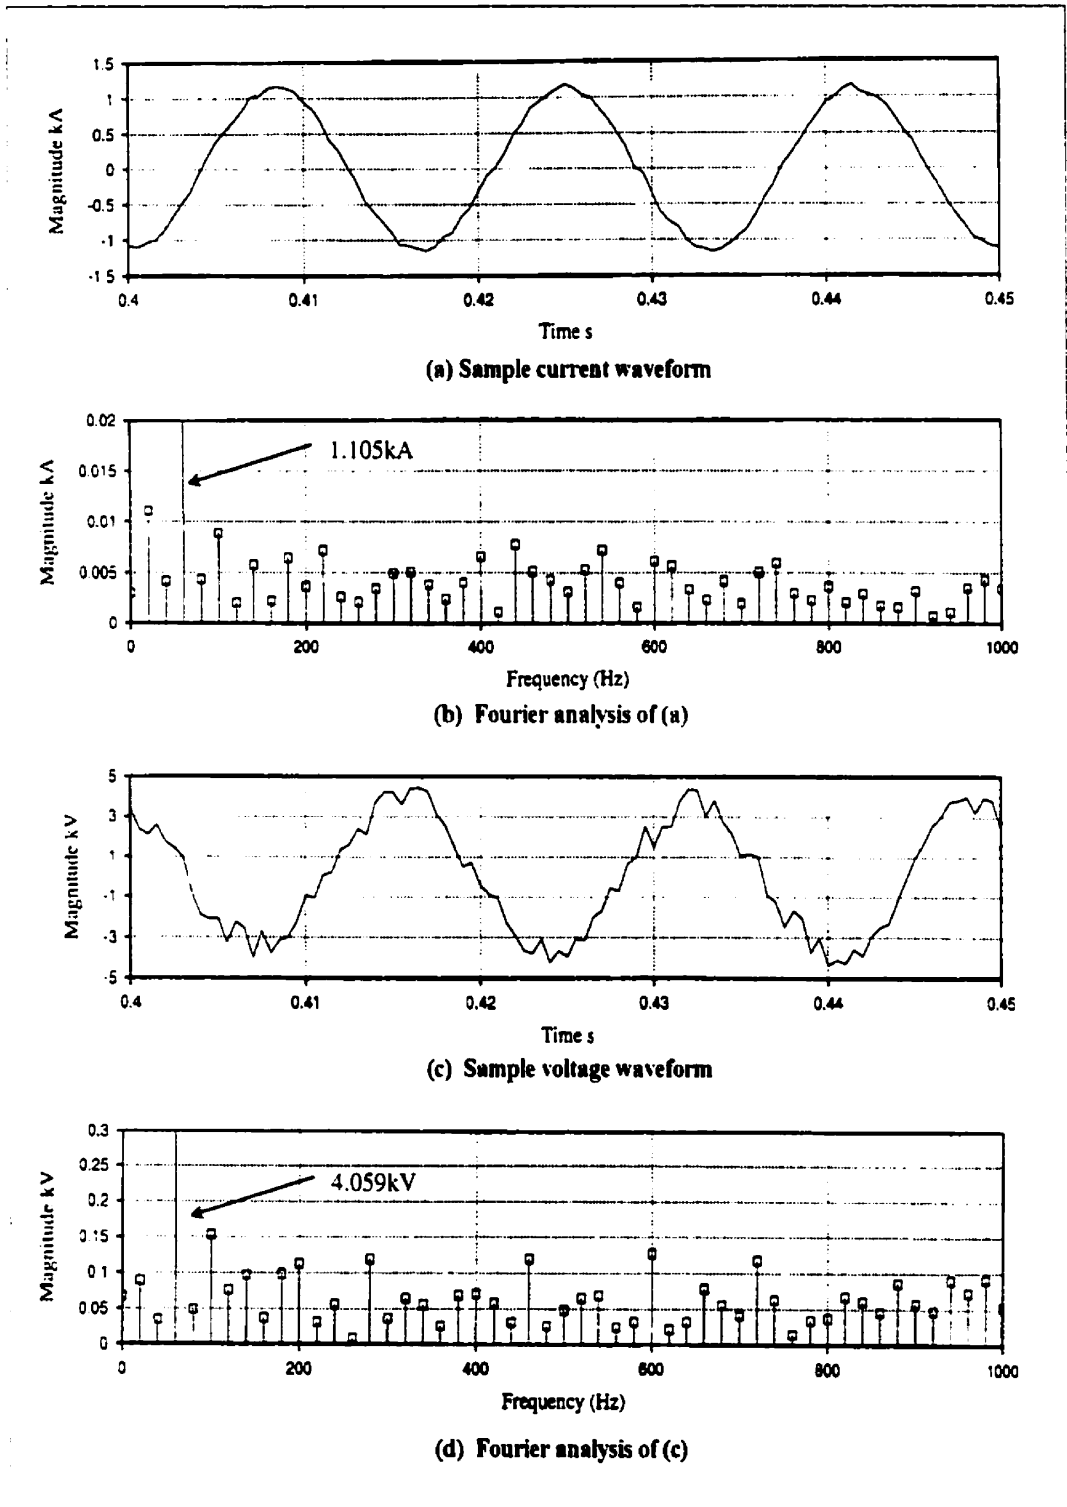 1.5
1
0.5
0
-0.5
-1
-1 5
Magnitude kA
0.4 0.41 0.42 0.43 0.44 0.45
Time s
(a) Sample current waveform
0.02
0.015
0.01
0.005
0
Magnitude kA
1.105kA
0 200 400 600 800 1000
Frequency (Hz)
(b) Fourier analysis of (a)
5
3
1
-1
-3
-5
Magnitude kV
0.4 0.41 0.42 0.43 0.44 0.45
Time s
(c) Sample voltage waveform
0.3
0.25
0.2
0.15
0 1
0 05
0
Magnitude kV
4.059kV
0 200 400 600 800 1000
Frequency (Hz)
(d) Fourier analysis of (c)